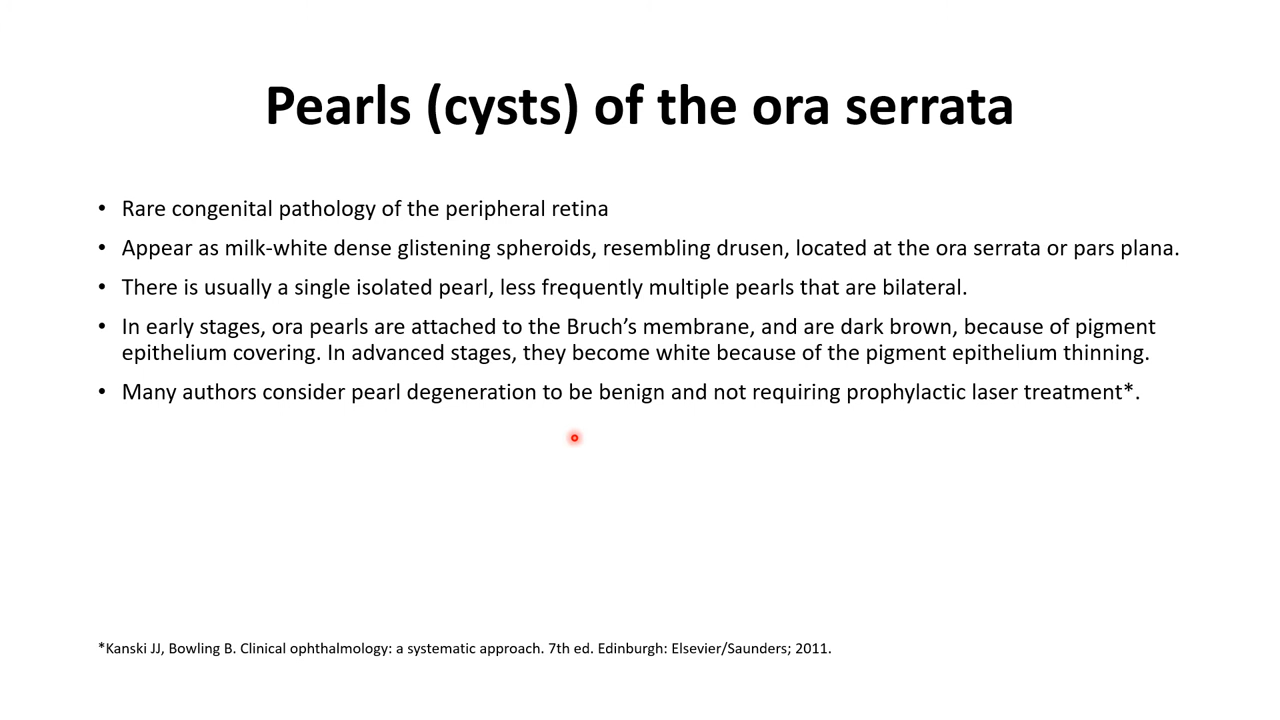 Pearls (cysts) of the ora serrata
• Rare congenital pathology of the peripheral retina
• Appear as milk-white dense glistening spheroids, resembling drusen, located at the ora serrata or pars plana.
• There is usually a single isolated pearl, less frequently multiple pearls that are bilateral.
• In early stages, ora pearls are attached to the Bruch’s membrane, and are dark brown, because of pigment
epithelium covering. In advanced stages, they become white because of the pigment epithelium thinning.
• Many authors consider pearl degeneration to be benign and not requiring prophylactic laser treatment*.
*Kanski JJ, Bowling B. Clinical ophthalmology: a systematic approach. 7th ed. Edinburgh: Elsevier/Saunders; 2011.